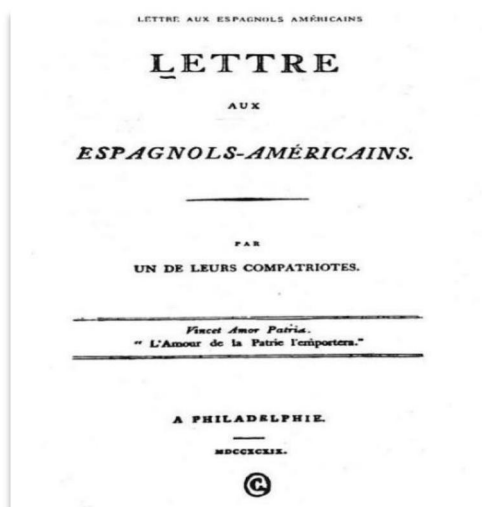 LETTRE AUX ESPAGNOLS AMÉRICAINS
LETTRE
AUX
ESPAGNOLS-AMÉRICAINS.
PAR
UN DE LEURS COMPATRIOTES.
Vincet Amor Patriæ.
" L'Amour de la Patrie l'emportera."
A PHILADELPHIE.
MDCCXCIX.